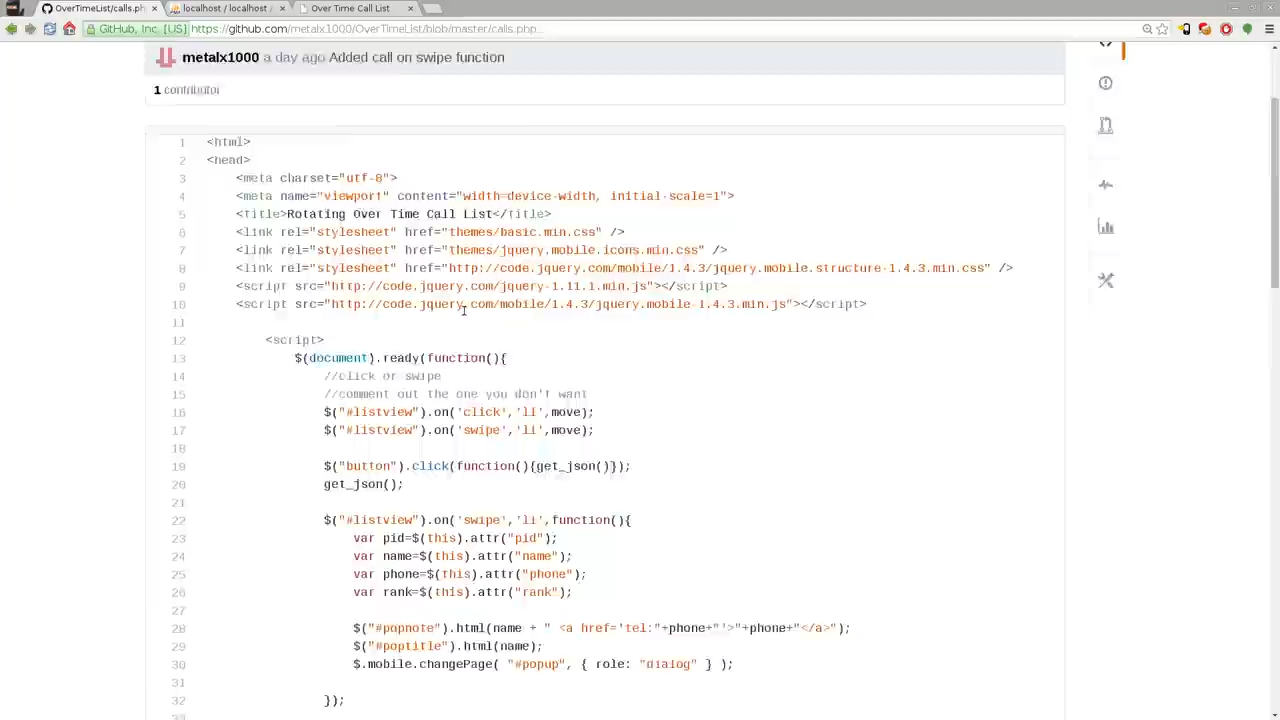 OverTimeList/calls.ph
localhost / localhost /
Over Time Call List
GitHub, Inc. [US] https://github.com/metalx1000/OverTimeList/blob/master/calls.php...
metalx1000 a day ago Added call on swipe function
1 contributor
1 <html>
2 <head>
3 <meta charset="utf-8">
4 <meta name="viewport" content="width=device-width, initial-scale=1">
5 <title>Rotating Over Time Call List</title>
6 <link rel="stylesheet" href="themes/basic.min.css" />
7 <link rel="stylesheet" href="themes/jquery.mobile.icons.min.css" />
8 <link rel="stylesheet" href="http://code.jquery.com/mobile/1.4.3/jquery.mobile.structure-1.4.3.min.css" />
9 <script src="http://code.jquery.com/jquery-1.11.1.min.js"></script>
10 <script src="http://code.jquery.com/mobile/1.4.3/jquery.mobile-1.4.3.min.js"></script>
11
12 <script>
13 $(document).ready(function(){
14 //click or swipe
15 //comment out the one you don't want
16 $("#listview").on('click','li',move);
17 $("#listview").on('swipe','li',move);
18
19 $("button").click(function(){get_json()});
20 get_json();
21
22 $("#listview").on('swipe','li',function(){
23 var pid=$(this).attr("pid");
24 var name=$(this).attr("name");
25 var phone=$(this).attr("phone");
26 var rank=$(this).attr("rank");
27
28 $("#popnote").html(name + " <a href='tel:"+phone+"'>"+phone+"</a>");
29 $("#poptitle").html(name);
30 $.mobile.changePage( "#popup", { role: "dialog" } );
31
32 });
33